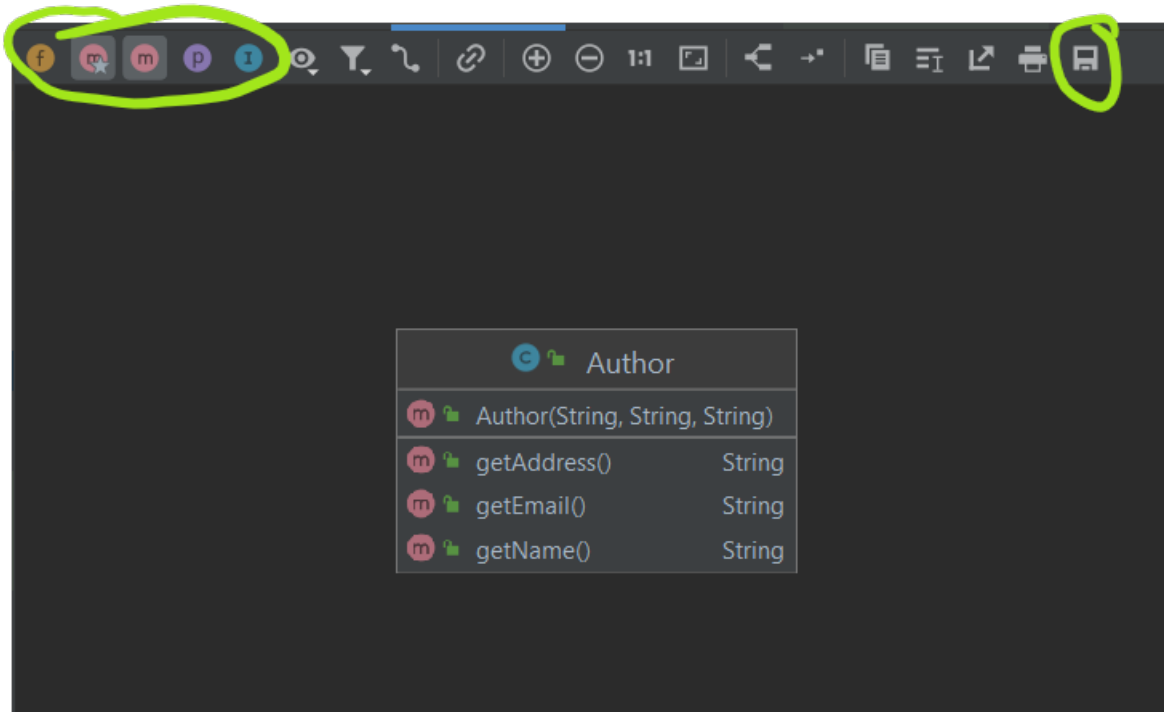 f m m p I 1:1
C Author
m Author(String, String, String)
m getAddress() String
m getEmail() String
m getName() String